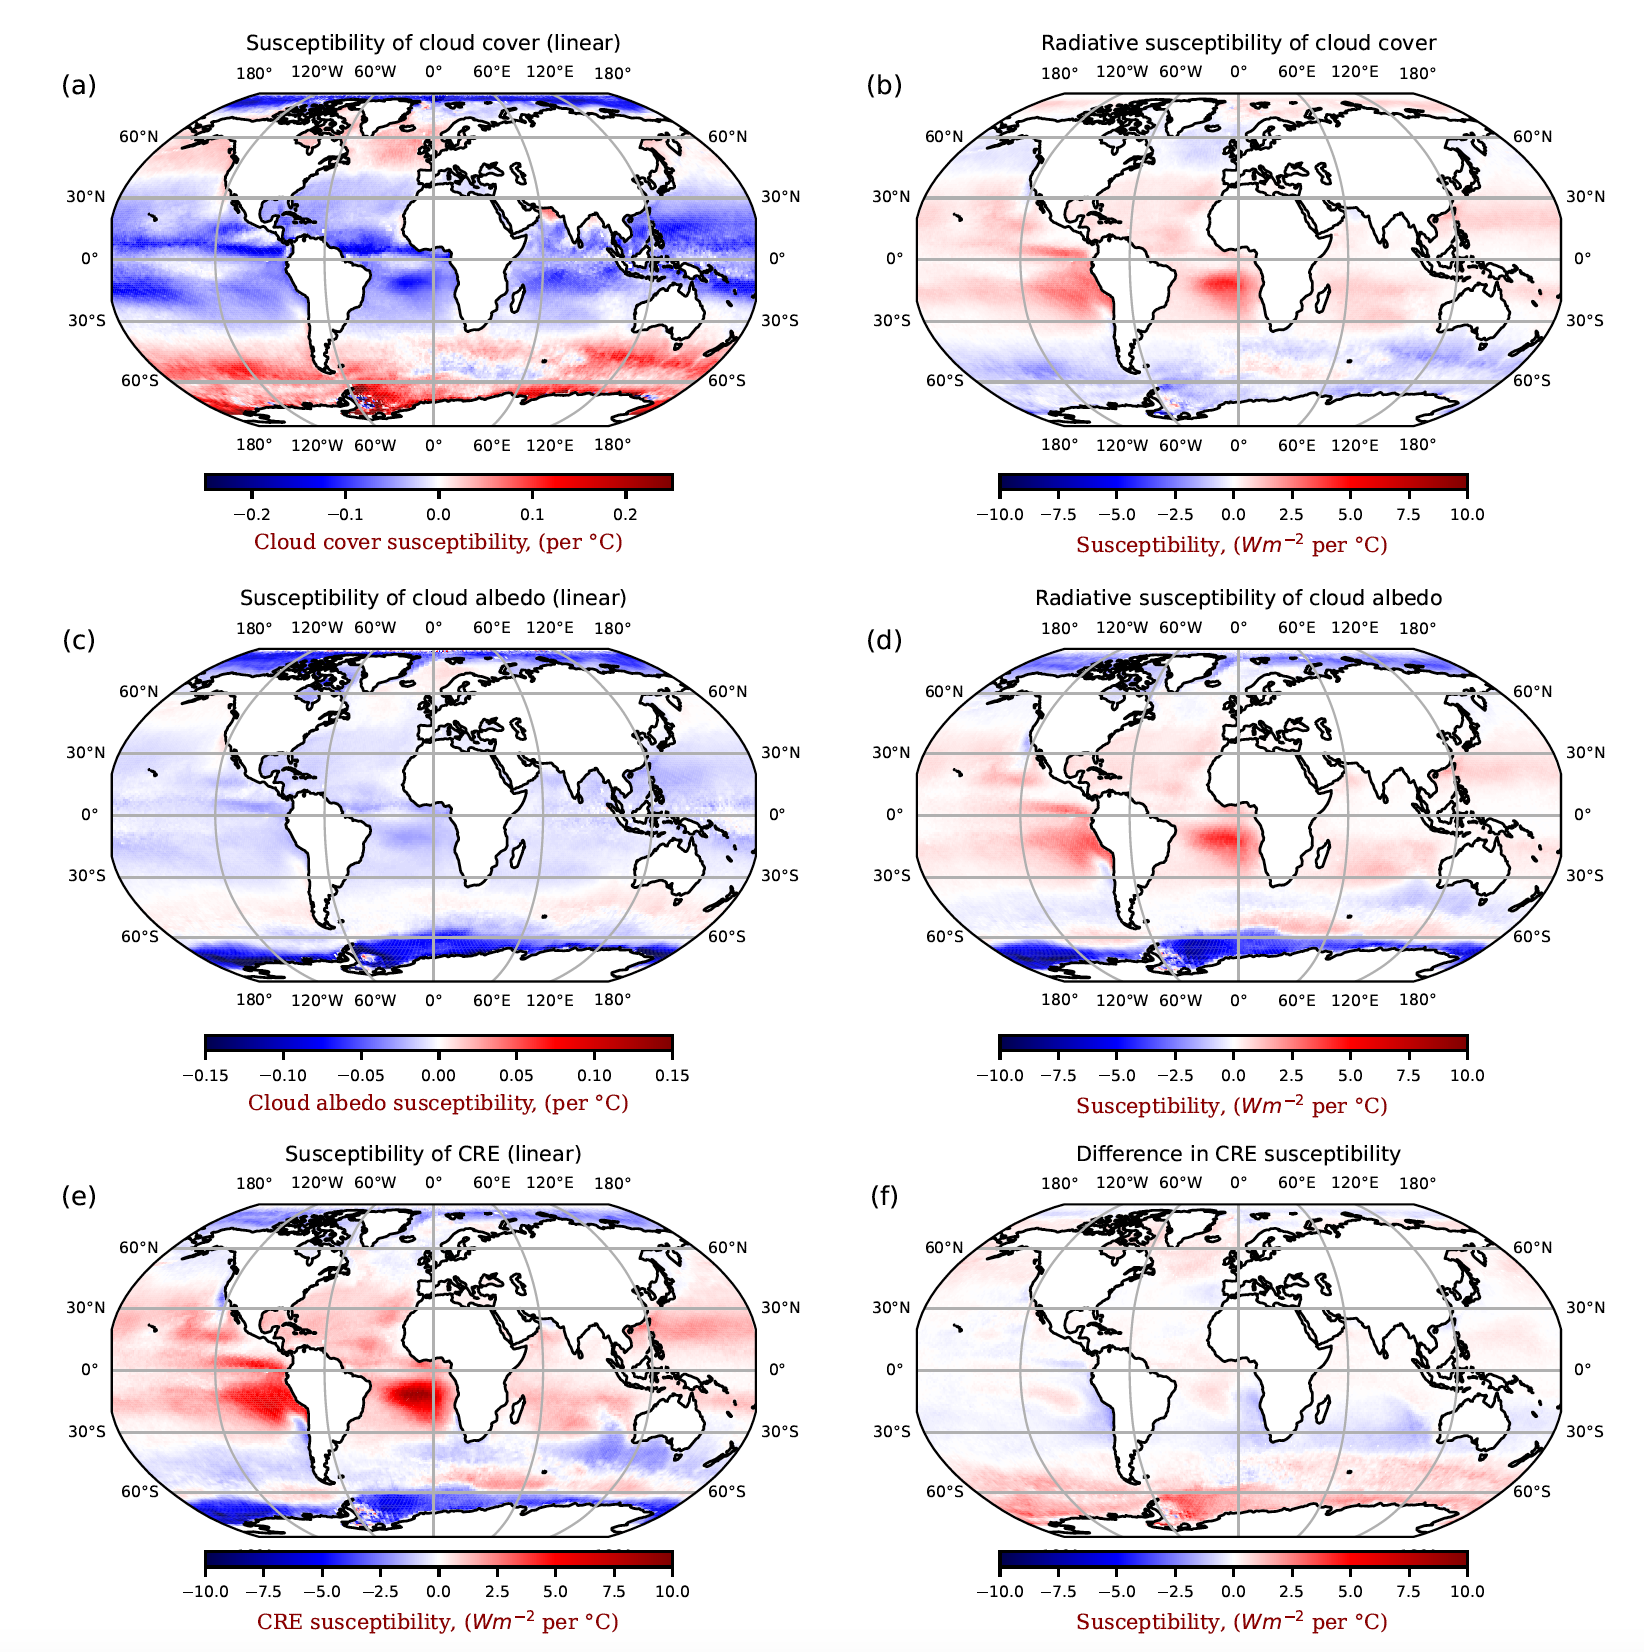 Susceptibility of cloud cover (linear)
(a)
180° 120°W 60°W 0° 60°E 120°E 180°
60°N 60°N
30°N 30°N
0° 0°
30°S 30°S
60°S 60°S
180° 120°W 60°W 0° 60°E 120°E 180°
−0.2 −0.1 0.0 0.1 0.2
Cloud cover susceptibility, (per °C)
Radiative susceptibility of cloud cover
(b)
180° 120°W 60°W 0° 60°E 120°E 180°
60°N 60°N
30°N 30°N
0° 0°
30°S 30°S
60°S 60°S
180° 120°W 60°W 0° 60°E 120°E 180°
−10.0 −7.5 −5.0 −2.5 0.0 2.5 5.0 7.5 10.0
Susceptibility, (Wm⁻² per °C)
Susceptibility of cloud albedo (linear)
(c)
180° 120°W 60°W 0° 60°E 120°E 180°
60°N 60°N
30°N 30°N
0° 0°
30°S 30°S
60°S 60°S
180° 120°W 60°W 0° 60°E 120°E 180°
−0.15 −0.10 −0.05 0.00 0.05 0.10 0.15
Cloud albedo susceptibility, (per °C)
Radiative susceptibility of cloud albedo
(d)
180° 120°W 60°W 0° 60°E 120°E 180°
60°N 60°N
30°N 30°N
0° 0°
30°S 30°S
60°S 60°S
180° 120°W 60°W 0° 60°E 120°E 180°
−10.0 −7.5 −5.0 −2.5 0.0 2.5 5.0 7.5 10.0
Susceptibility, (Wm⁻² per °C)
Susceptibility of CRE (linear)
(e)
180° 120°W 60°W 0° 60°E 120°E 180°
60°N 60°N
30°N 30°N
0° 0°
30°S 30°S
60°S 60°S
−10.0 −7.5 −5.0 −2.5 0.0 2.5 5.0 7.5 10.0
CRE susceptibility, (Wm⁻² per °C)
Difference in CRE susceptibility
(f)
180° 120°W 60°W 0° 60°E 120°E 180°
60°N 60°N
30°N 30°N
0° 0°
30°S 30°S
60°S 60°S
−10.0 −7.5 −5.0 −2.5 0.0 2.5 5.0 7.5 10.0
Susceptibility, (Wm⁻² per °C)